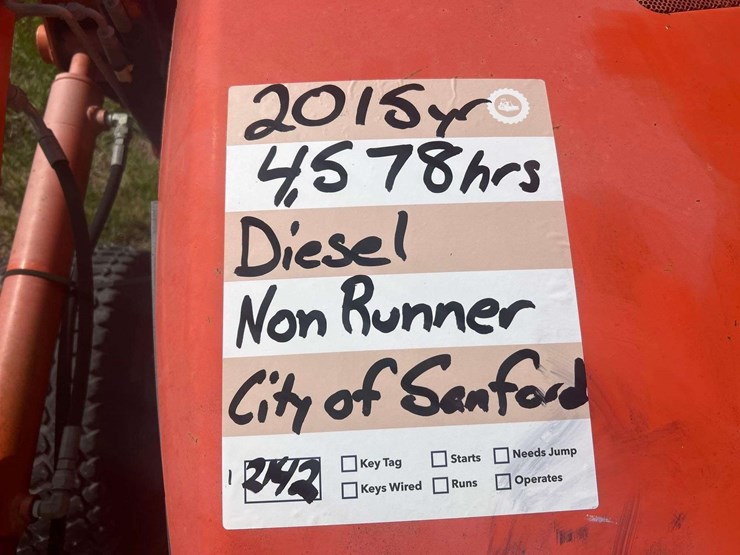 2015yr
4,578hrs
Diesel
Non Runner
City of Sanford
2142
Key Tag Starts Needs Jump
Keys Wired Runs Operates